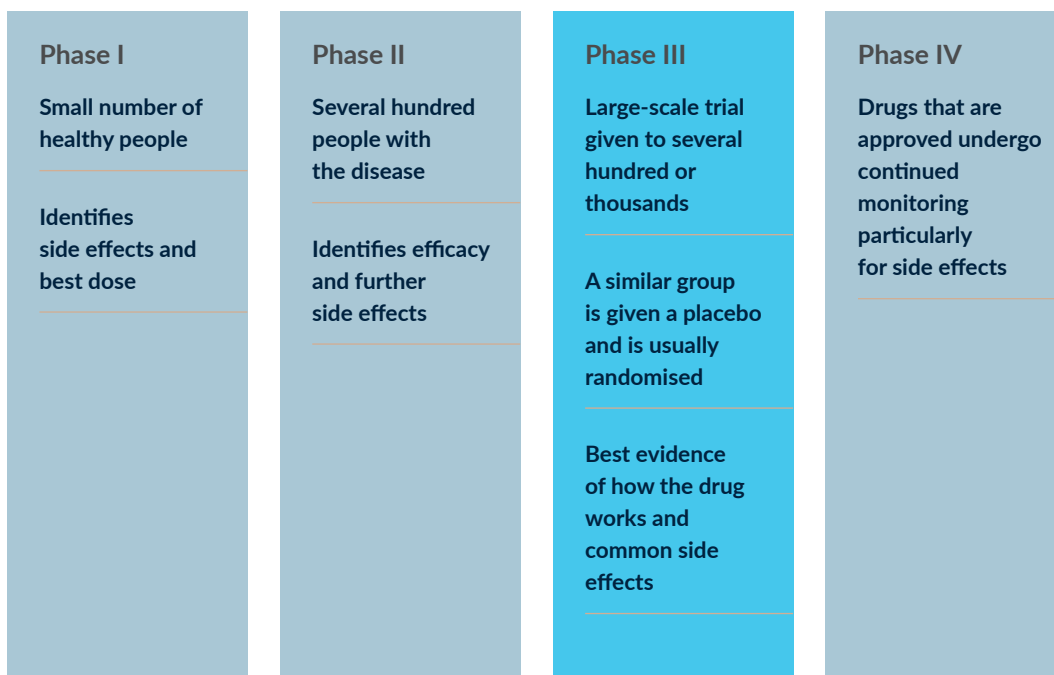 Phase I
Small number of
healthy people
Identifies
side effects and
best dose
Phase II
Several hundred
people with
the disease
Identifies efficacy
and further
side effects
Phase III
Large-scale trial
given to several
hundred or
thousands
A similar group
is given a placebo
and is usually
randomised
Best evidence
of how the drug
works and
common side
effects
Phase IV
Drugs that are
approved undergo
continued
monitoring
particularly
for side effects